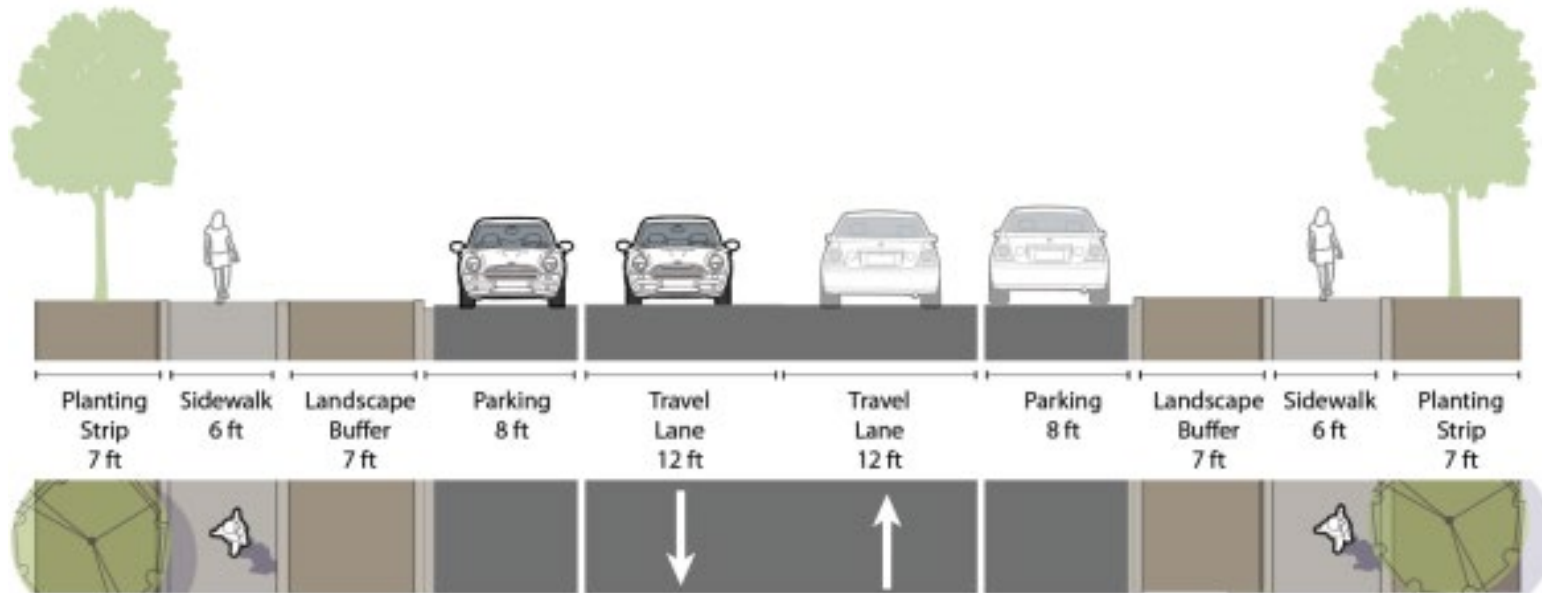 Planting
Strip
7 ft
Sidewalk
6 ft
Landscape
Buffer
7 ft
Parking
8 ft
Travel
Lane
12 ft
Travel
Lane
12 ft
Parking
8 ft
Landscape
Buffer
7 ft
Sidewalk
6 ft
Planting
Strip
7 ft